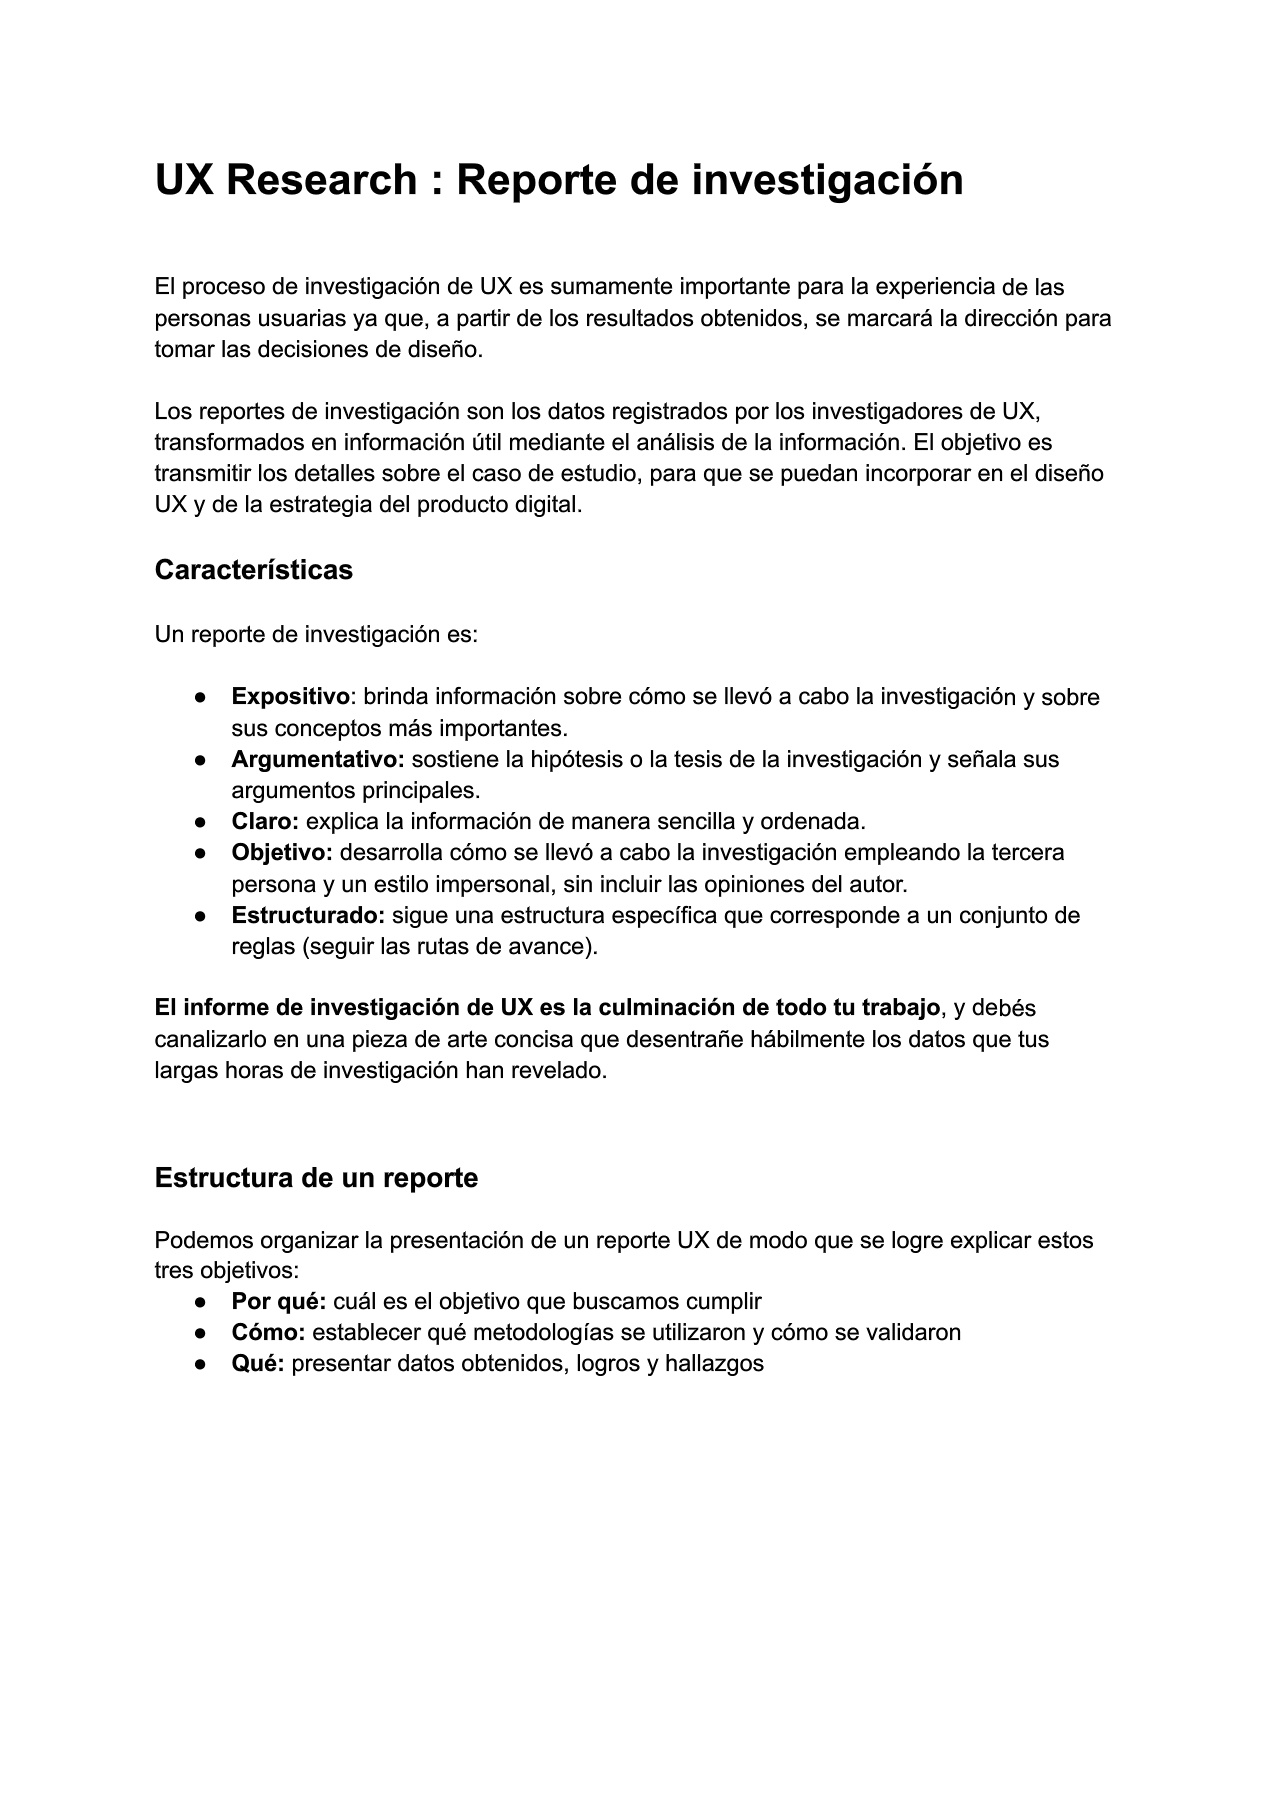 UX Research : Reporte de investigación
El proceso de investigación de UX es sumamente importante para la experiencia de las
personas usuarias ya que, a partir de los resultados obtenidos, se marcará la dirección para
tomar las decisiones de diseño.
Los reportes de investigación son los datos registrados por los investigadores de UX,
transformados en información útil mediante el análisis de la información. El objetivo es
transmitir los detalles sobre el caso de estudio, para que se puedan incorporar en el diseño
UX y de la estrategia del producto digital.
Características
Un reporte de investigación es:
● Expositivo: brinda información sobre cómo se llevó a cabo la investigación y sobre
sus conceptos más importantes.
● Argumentativo: sostiene la hipótesis o la tesis de la investigación y señala sus
argumentos principales.
● Claro: explica la información de manera sencilla y ordenada.
● Objetivo: desarrolla cómo se llevó a cabo la investigación empleando la tercera
persona y un estilo impersonal, sin incluir las opiniones del autor.
● Estructurado: sigue una estructura específica que corresponde a un conjunto de
reglas (seguir las rutas de avance).
El informe de investigación de UX es la culminación de todo tu trabajo, y debés
canalizarlo en una pieza de arte concisa que desentrañe hábilmente los datos que tus
largas horas de investigación han revelado.
Estructura de un reporte
Podemos organizar la presentación de un reporte UX de modo que se logre explicar estos
tres objetivos:
● Por qué: cuál es el objetivo que buscamos cumplir
● Cómo: establecer qué metodologías se utilizaron y cómo se validaron
● Qué: presentar datos obtenidos, logros y hallazgos